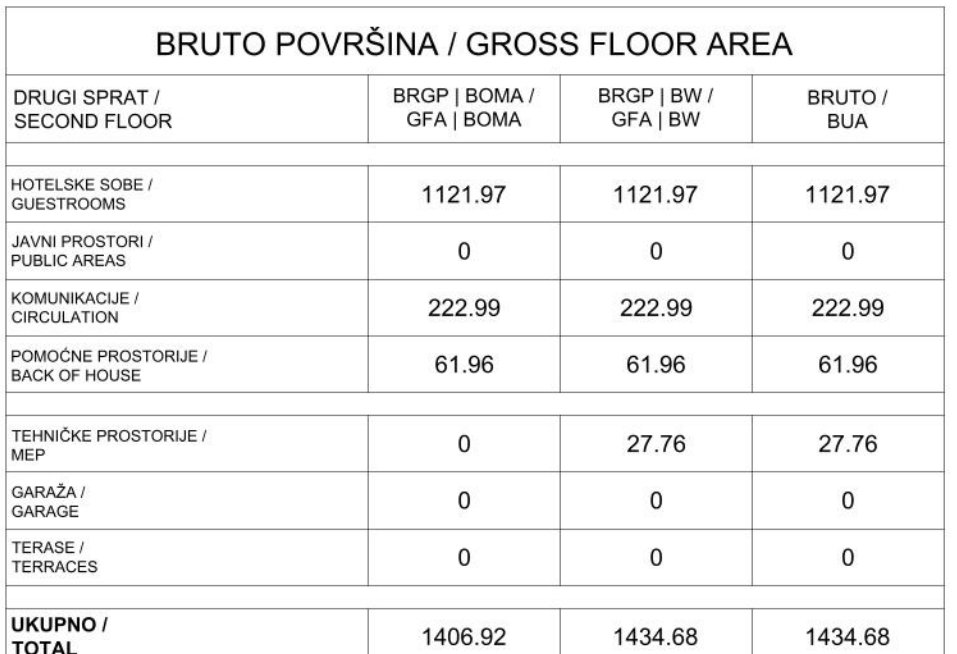 BRUTO POVRŠINA / GROSS FLOOR AREA
DRUGI SPRAT /
SECOND FLOOR
BRGP | BOMA /
GFA | BOMA
BRGP | BW /
GFA | BW
BRUTO /
BUA
HOTELSKE SOBE /
GUESTROOMS
1121.97 1121.97 1121.97
JAVNI PROSTORI /
PUBLIC AREAS
0 0 0
KOMUNIKACIJE /
CIRCULATION
222.99 222.99 222.99
POMOĆNE PROSTORIJE /
BACK OF HOUSE
61.96 61.96 61.96
TEHNIČKE PROSTORIJE /
MEP
0 27.76 27.76
GARAŽA /
GARAGE
0 0 0
TERASE /
TERRACES
0 0 0
UKUPNO /
TOTAL
1406.92 1434.68 1434.68